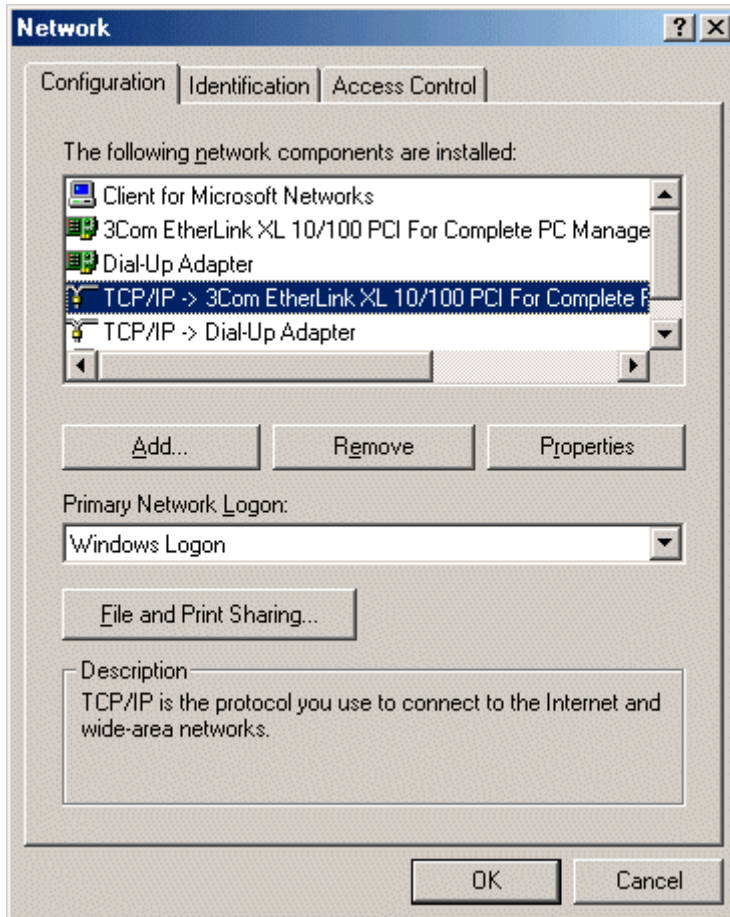 Network
Configuration
Identification
Access Control
The following network components are installed:
Client for Microsoft Networks
3Com EtherLink XL 10/100 PCI For Complete PC Manage
Dial-Up Adapter
TCP/IP -> 3Com EtherLink XL 10/100 PCI For Complete
TCP/IP -> Dial-Up Adapter
Add...
Remove
Properties
Primary Network Logon:
Windows Logon
File and Print Sharing...
Description
TCP/IP is the protocol you use to connect to the Internet and
wide-area networks.
OK
Cancel